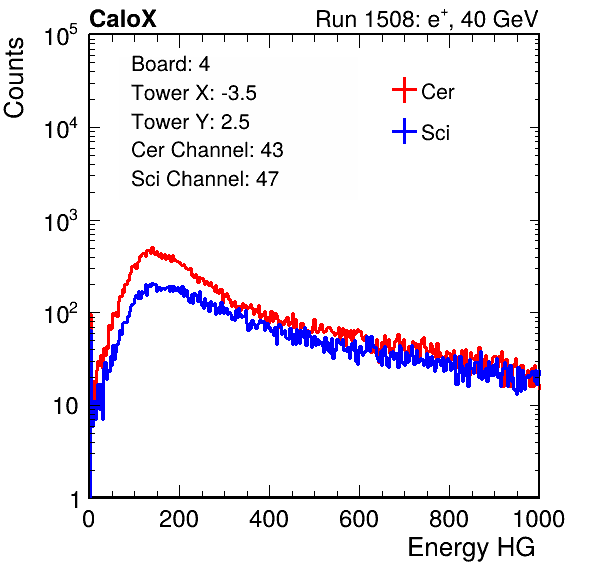 CaloX Run 1508: e⁺, 40 GeV
Counts
10⁵
10⁴
10³
10²
10
1
Board: 4
Tower X: -3.5
Tower Y: 2.5
Cer Channel: 43
Sci Channel: 47
Cer
Sci
0 200 400 600 800 1000
Energy HG